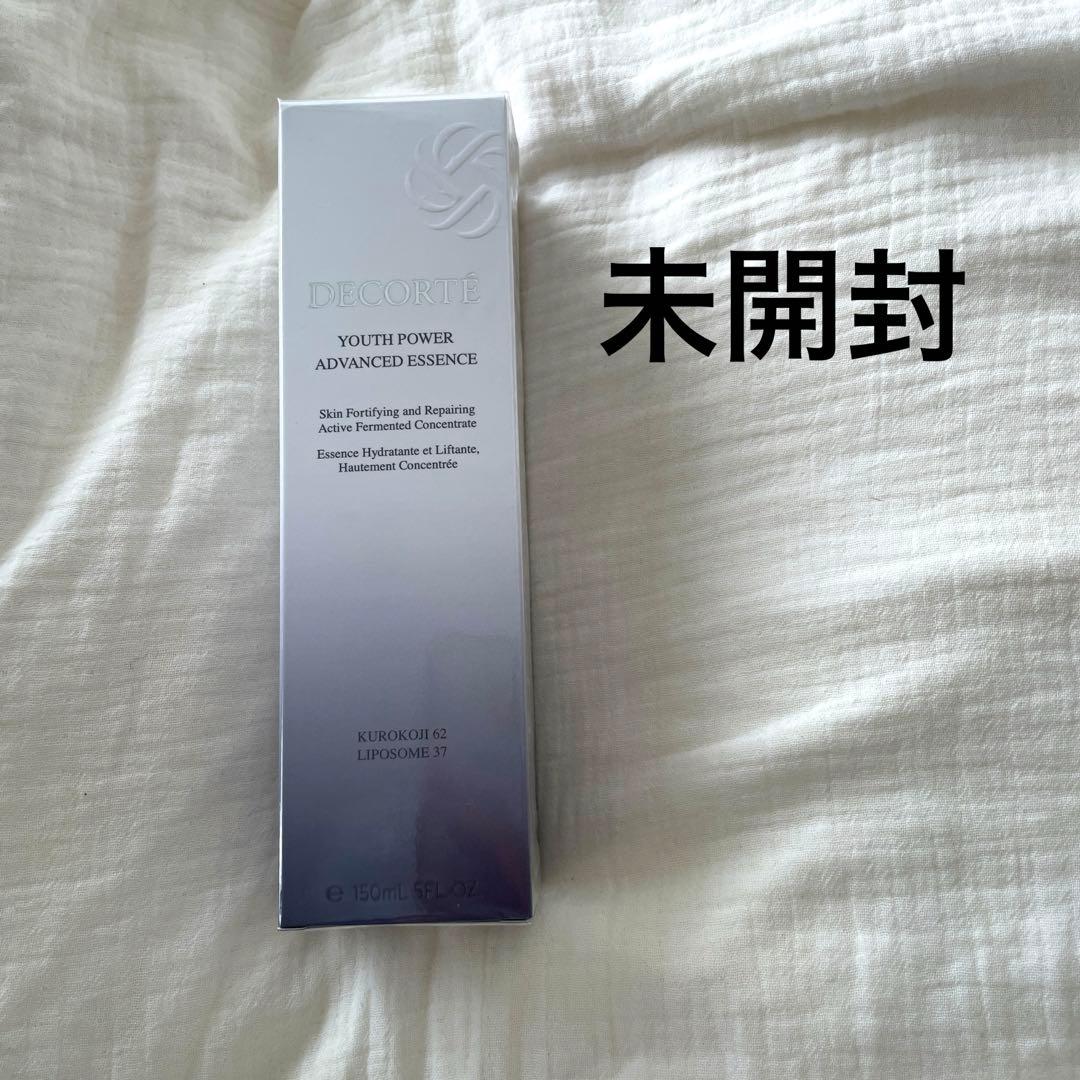 DECORTÉ
YOUTH POWER
ADVANCED ESSENCE
Skin Fortifying and Repairing
Active Fermented Concentrate
Essence Hydratante et Liftante,
Hautement Concentrée
KUROKOJI 62
LIPOSOME 37
℮ 150mL 5FL·OZ
未開封